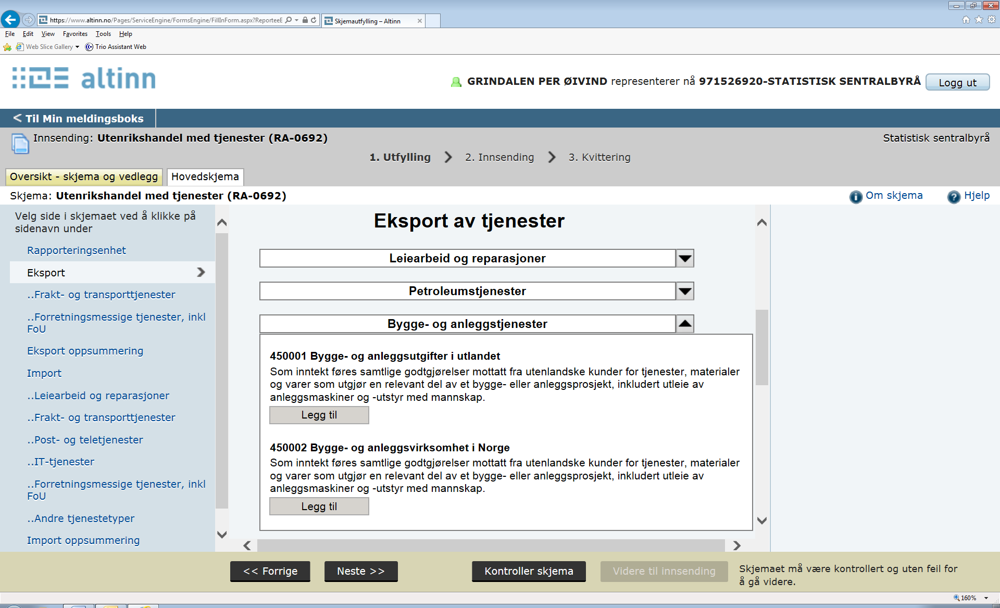 https://www.altinn.no/Pages/ServiceEngine/FormsEngine/FillInForm.aspx?ReporteeE
Skjemautfylling – Altinn
File Edit View Favorites Tools Help
Web Slice Gallery Trio Assistant Web
altinn
GRINDALEN PER ØIVIND representerer nå 971526920-STATISTISK SENTRALBYRÅ Logg ut
< Til Min meldingsboks
Innsending: Utenrikshandel med tjenester (RA-0692)
Statistisk sentralbyrå
1. Utfylling 2. Innsending 3. Kvittering
Oversikt - skjema og vedlegg Hovedskjema
Skjema: Utenrikshandel med tjenester (RA-0692)
Om skjema Hjelp
Velg side i skjemaet ved å klikke på
sidenavn under
Rapporteringsenhet
Eksport
..Frakt- og transporttjenester
..Forretningsmessige tjenester, inkl
FoU
Eksport oppsummering
Import
..Leiearbeid og reparasjoner
..Frakt- og transporttjenester
..Post- og teletjenester
..IT-tjenester
..Forretningsmessige tjenester, inkl
FoU
..Andre tjenestetyper
Import oppsummering
Eksport av tjenester
Leiearbeid og reparasjoner
Petroleumstjenester
Bygge- og anleggstjenester
450001 Bygge- og anleggsutgifter i utlandet
Som inntekt føres samtlige godtgjørelser mottatt fra utenlandske kunder for tjenester, materialer
og varer som utgjør en relevant del av et bygge- eller anleggsprosjekt, inkludert utleie av
anleggsmaskiner og -utstyr med mannskap.
Legg til
450002 Bygge- og anleggsvirksomhet i Norge
Som inntekt føres samtlige godtgjørelser mottatt fra utenlandske kunder for tjenester, materialer
og varer som utgjør en relevant del av et bygge- eller anleggsprosjekt, inkludert utleie av
anleggsmaskiner og -utstyr med mannskap.
Legg til
<< Forrige Neste >> Kontroller skjema Videre til innsending
Skjemaet må være kontrollert og uten feil for
å gå videre.
160%